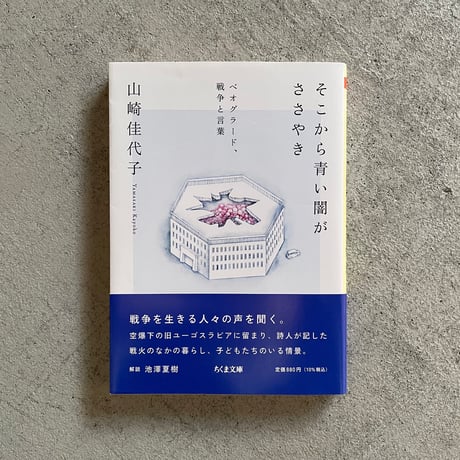 そこから青い闇が
ささやき
ベオグラード、
戦争と言葉
山崎佳代子
Yamasaki Kayoko
戦争を生きる人々の声を聞く。
空爆下の旧ユーゴスラビアに留まり、詩人が記した
戦火のなかの暮らし、子どもたちのいる情景。
解説 池澤夏樹
ちくま文庫
定価880円(10%税込)